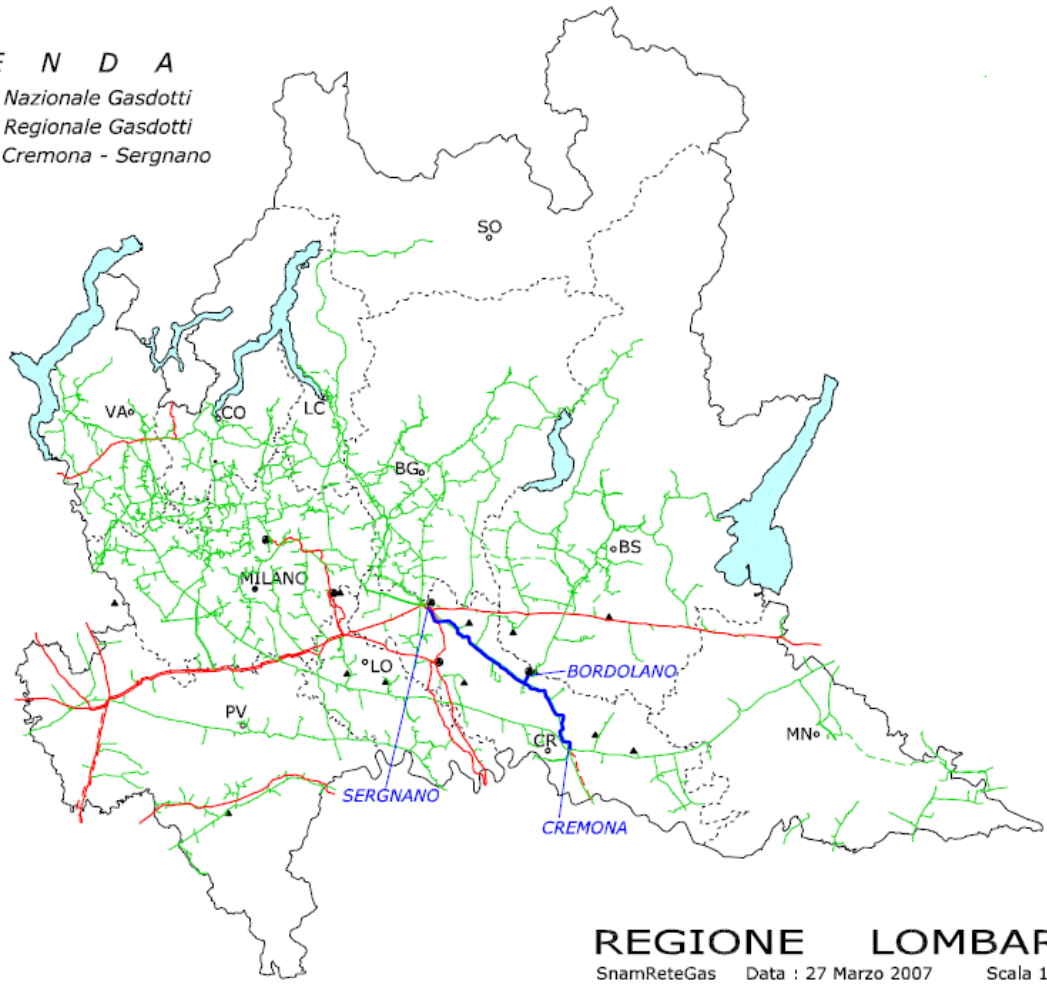 E N D A
Nazionale Gasdotti
Regionale Gasdotti
Cremona - Sergnano
SO
VA
CO
LC
BG
BS
MILANO
LO
BORDOLANO
PV
CR
MN
SERGNANO
CREMONA
REGIONE LOMBAR
SnamReteGas Data : 27 Marzo 2007 Scala 1